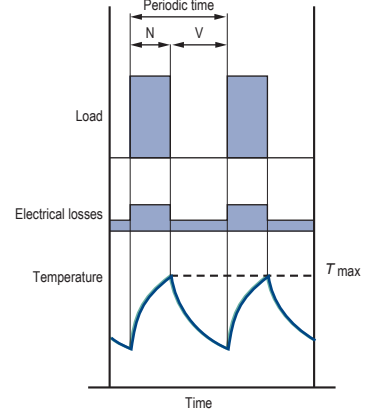 Periodic time
N V
Load
Electrical losses
Temperature
T max
Time